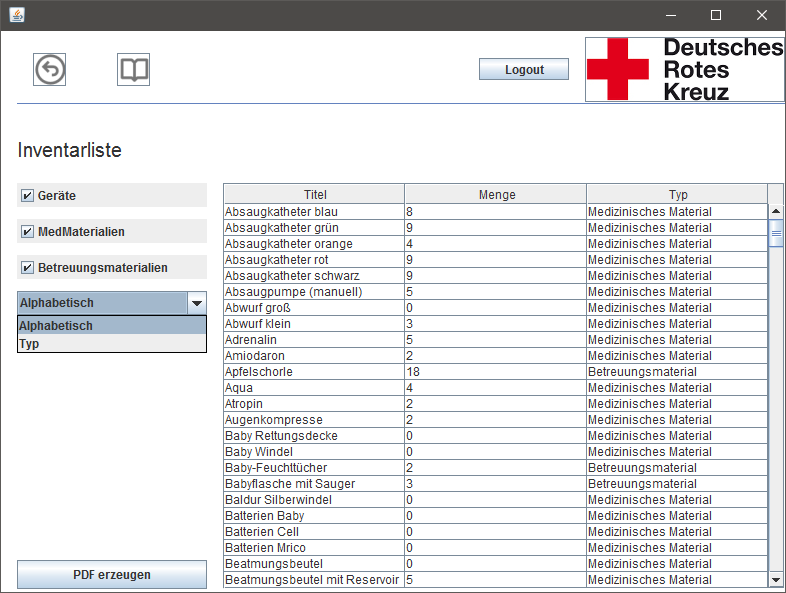 Logout
Deutsches
Rotes
Kreuz
Inventarliste
Geräte
MedMaterialien
Betreuungsmaterialien
Alphabetisch
Alphabetisch
Typ
PDF erzeugen
Titel Menge Typ
Absaugkatheter blau 8 Medizinisches Material
Absaugkatheter grün 9 Medizinisches Material
Absaugkatheter orange 4 Medizinisches Material
Absaugkatheter rot 9 Medizinisches Material
Absaugkatheter schwarz 9 Medizinisches Material
Absaugpumpe (manuell) 5 Medizinisches Material
Abwurf groß 0 Medizinisches Material
Abwurf klein 3 Medizinisches Material
Adrenalin 5 Medizinisches Material
Amiodaron 2 Medizinisches Material
Apfelschorle 18 Betreuungsmaterial
Aqua 4 Medizinisches Material
Atropin 2 Medizinisches Material
Augenkompresse 2 Medizinisches Material
Baby Rettungsdecke 0 Medizinisches Material
Baby Windel 0 Medizinisches Material
Baby-Feuchttücher 2 Betreuungsmaterial
Babyflasche mit Sauger 3 Betreuungsmaterial
Baldur Silberwindel 0 Medizinisches Material
Batterien Baby 0 Medizinisches Material
Batterien Cell 0 Medizinisches Material
Batterien Mrico 0 Medizinisches Material
Beatmungsbeutel 0 Medizinisches Material
Beatmungsbeutel mit Reservoir 5 Medizinisches Material